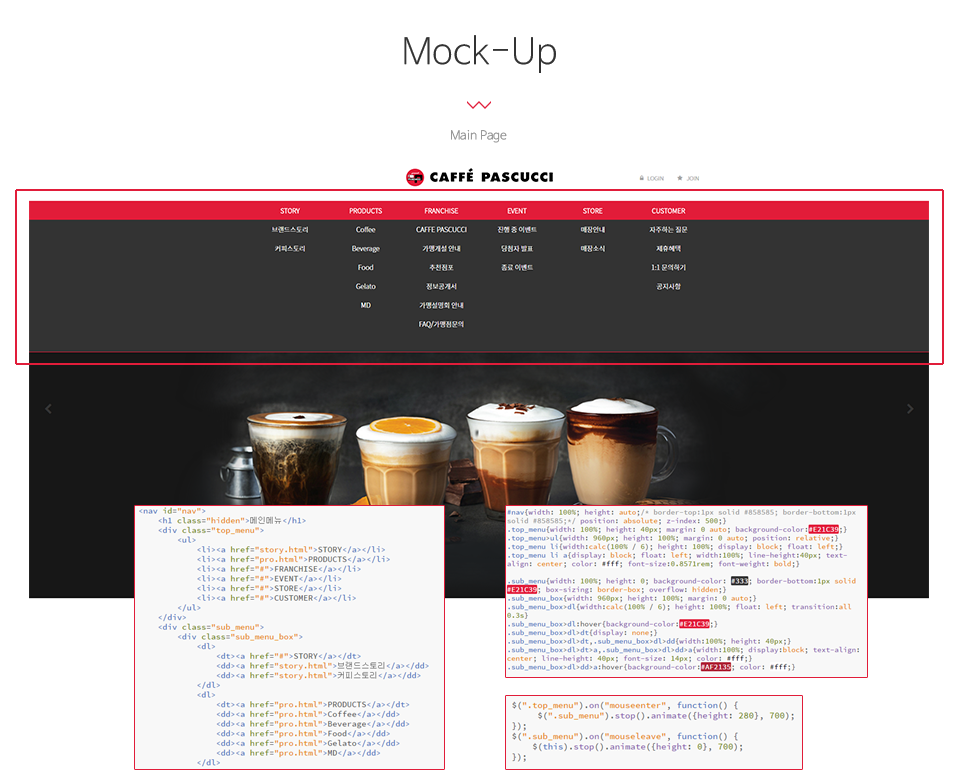 Mock-Up
Main Page
CAFFÉ PASCUCCI
LOGIN JOIN
STORY PRODUCTS FRANCHISE EVENT STORE CUSTOMER
브랜드스토리 Coffee CAFFE PASCUCCI 진행 중 이벤트 매장안내 자주하는 질문
커피스토리 Beverage 가맹개설 안내 당첨자 발표 매장소식 제휴혜택
Food 추천점포 종료 이벤트 1:1 문의하기
Gelato 정보공개서 공지사항
MD 가맹설명회 안내
FAQ/가맹점문의
<nav id="nav">
<h1 class="hidden">메인메뉴</h1>
<div class="top_menu">
<ul>
<li><a href="story.html">STORY</a></li>
<li><a href="pro.html">PRODUCTS</a></li>
<li><a href="#">FRANCHISE</a></li>
<li><a href="#">EVENT</a></li>
<li><a href="#">STORE</a></li>
<li><a href="#">CUSTOMER</a></li>
</ul>
</div>
<div class="sub_menu">
<div class="sub_menu_box">
<dl>
<dt><a href="#">STORY</a></dt>
<dd><a href="story.html">브랜드스토리</a></dd>
<dd><a href="story.html">커피스토리</a></dd>
</dl>
<dl>
<dt><a href="pro.html">PRODUCTS</a></dt>
<dd><a href="pro.html">Coffee</a></dd>
<dd><a href="pro.html">Beverage</a></dd>
<dd><a href="pro.html">Food</a></dd>
<dd><a href="pro.html">Gelato</a></dd>
<dd><a href="pro.html">MD</a></dd>
</dl>
#nav{width: 100%; height: auto;/* border-top:1px solid #858585; border-bottom:1px
solid #858585;*/ position: absolute; z-index: 500;}
.top_menu{width: 100%; height: 40px; margin: 0 auto; background-color:#E21C39;}
.top_menu>ul{width: 960px; height: 100%; margin: 0 auto; position: relative;}
.top_menu li{width:calc(100% / 6); height: 100%; display: block; float: left;}
.top_menu li a{display: block; float: left; width:100%; line-height:40px; text-
align: center; color: #fff; font-size:0.8571rem; font-weight: bold;}
.sub_menu{width: 100%; height: 0; background-color: #333; border-bottom:1px solid
#E21C39; box-sizing: border-box; overflow: hidden;}
.sub_menu_box{width: 960px; height: 100%; margin: 0 auto;}
.sub_menu_box>dl{width:calc(100% / 6); height: 100%; float: left; transition:all
0.3s}
.sub_menu_box>dl:hover{background-color:#E21C39;}
.sub_menu_box>dl>dt{display: none;}
.sub_menu_box>dl>dt,.sub_menu_box>dl>dd{width:100%; height: 40px;}
.sub_menu_box>dl>dt>a,.sub_menu_box>dl>dd>a{width:100%; display:block; text-align:
center; line-height: 40px; font-size: 14px; color: #fff;}
.sub_menu_box>dl>dd>a:hover{background-color:#AF2135; color: #fff;}
$(".top_menu").on("mouseenter", function() {
$(".sub_menu").stop().animate({height: 280}, 700);
});
$(".sub_menu").on("mouseleave", function() {
$(this).stop().animate({height: 0}, 700);
});